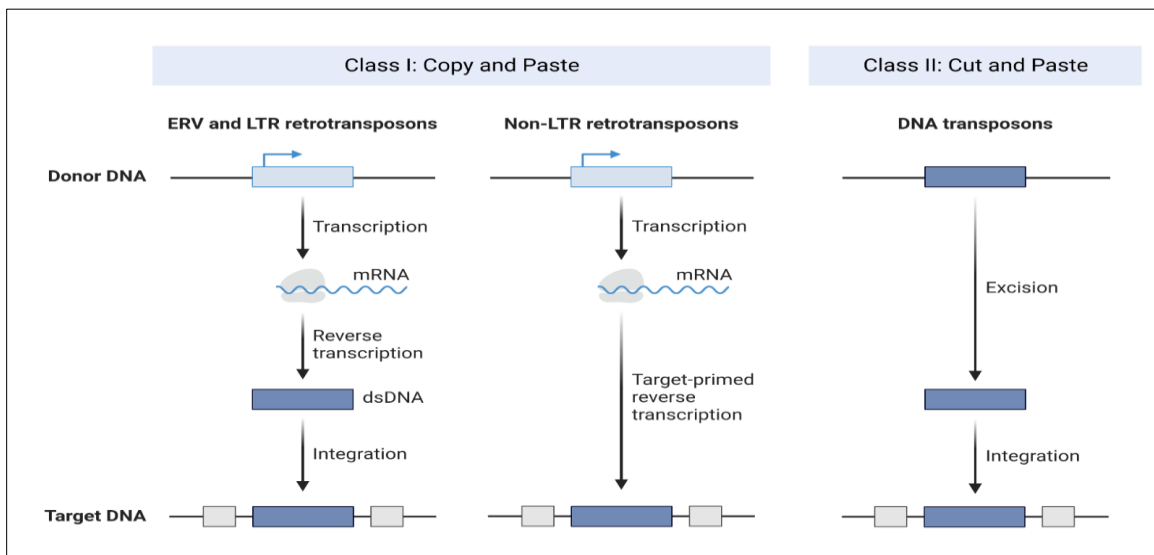 Class I: Copy and Paste
Class II: Cut and Paste
ERV and LTR retrotransposons
Non-LTR retrotransposons
DNA transposons
Donor DNA
Transcription
Transcription
mRNA
mRNA
Excision
Reverse
transcription
Target-primed
reverse
transcription
dsDNA
Integration
Integration
Target DNA